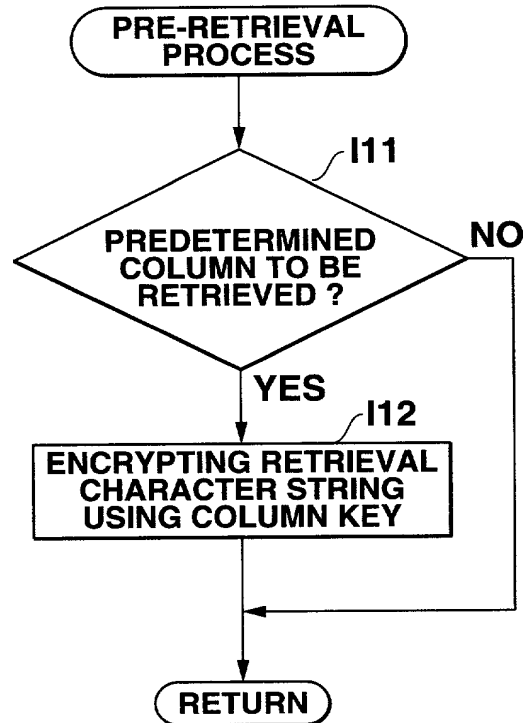 PRE-RETRIEVAL
PROCESS
I11
PREDETERMINED
COLUMN TO BE
RETRIEVED ?
NO
YES
I12
ENCRYPTING RETRIEVAL
CHARACTER STRING
USING COLUMN KEY
RETURN